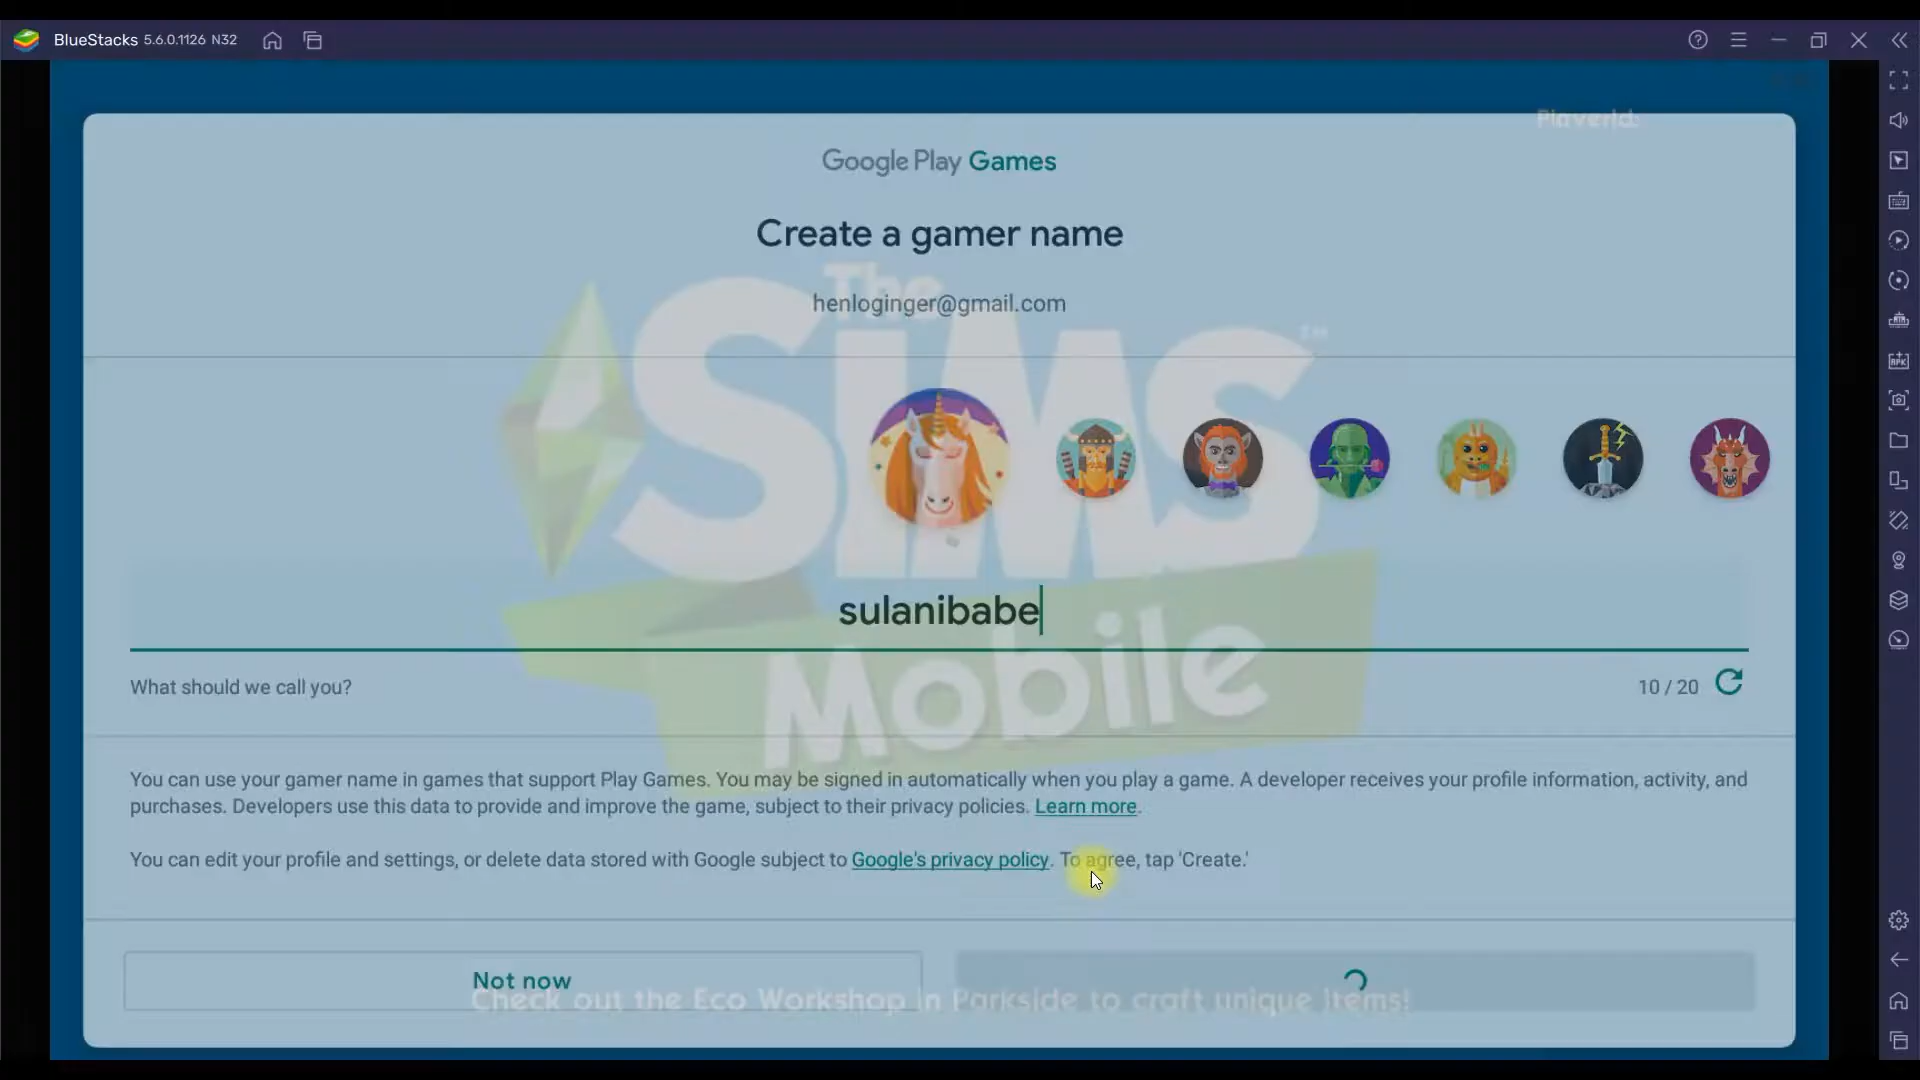 BlueStacks 5.6.0.1126 N32
PlayerId:
Google Play Games
Create a gamer name
henloginger@gmail.com
The
SIMS
TM
Mobile
sulanibabe
What should we call you?
10 / 20
You can use your gamer name in games that support Play Games. You may be signed in automatically when you play a game. A developer receives your profile information, activity, and
purchases. Developers use this data to provide and improve the game, subject to their privacy policies. Learn more.
You can edit your profile and settings, or delete data stored with Google subject to Google's privacy policy. To agree, tap 'Create.'
Not now
Check out the Eco Workshop in Parkside to craft unique items!